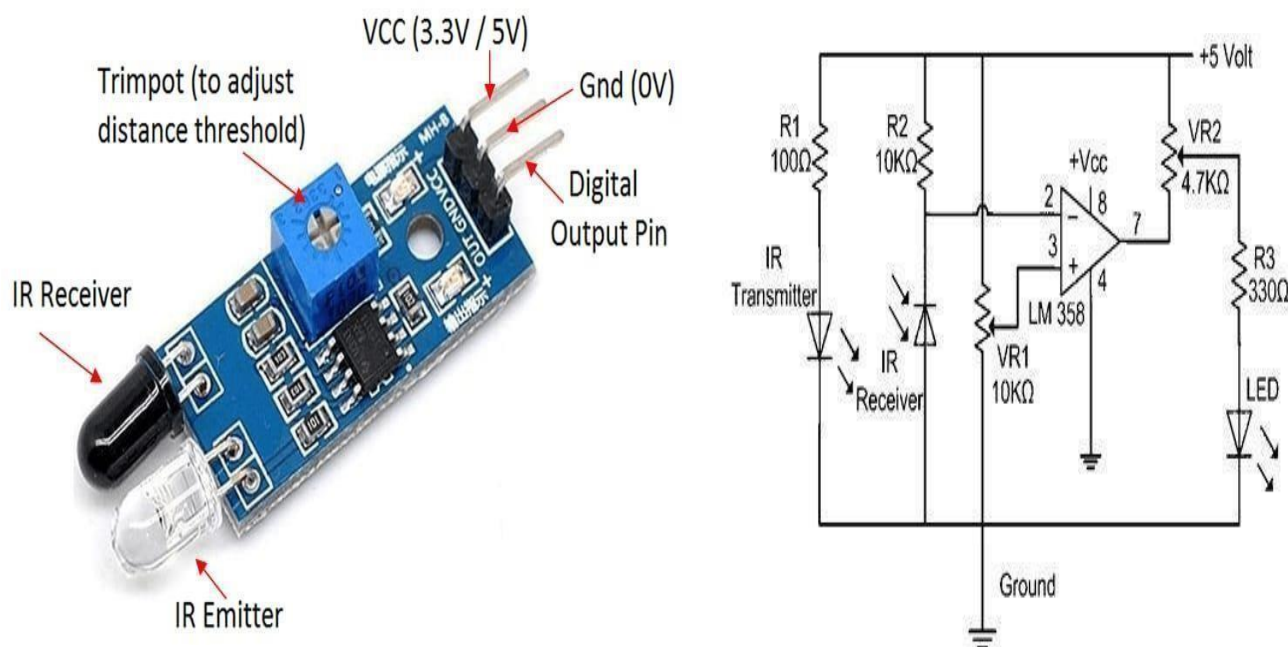 VCC (3.3V / 5V)
Trimpot (to adjust
distance threshold)
Gnd (0V)
MH-B
Digital
Output Pin
OUT GND VCC
IR Receiver
IR Emitter
103
101
+5 Volt
R1
100Ω
R2
10KΩ
VR2
4.7KΩ
+Vcc
2
8
7
3
4
LM 358
IR
Transmitter
IR
Receiver
VR1
10KΩ
R3
330Ω
LED
Ground